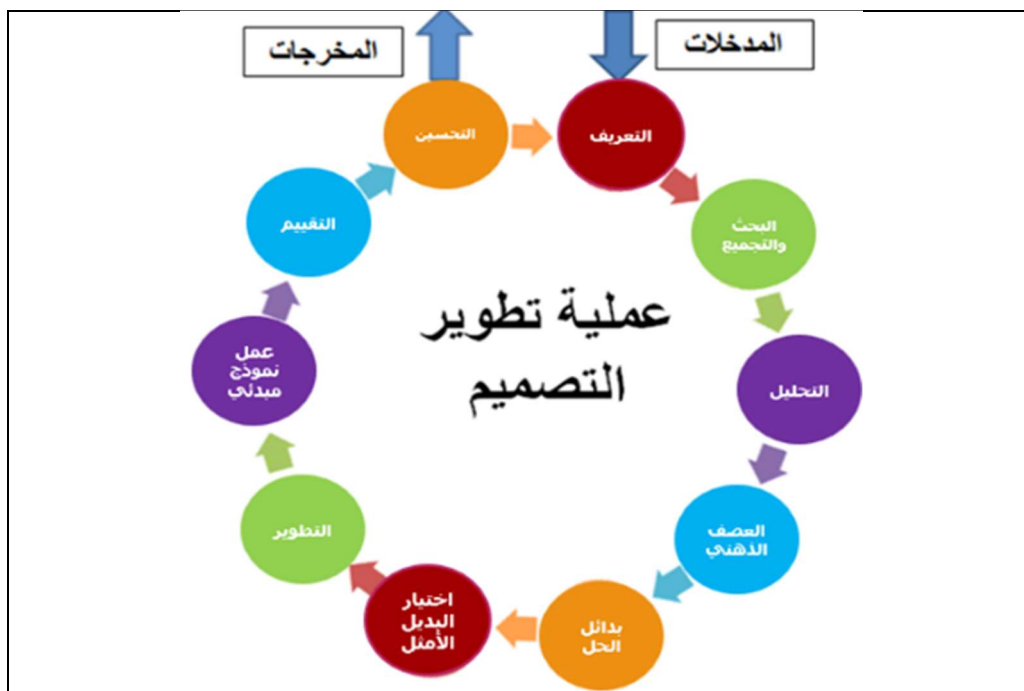 المدخلات
المخرجات
التعريف
البحث
والتجميع
التحليل
العصف
الذهني
بدائل
الحل
اختيار
البديل
الأمثل
التطوير
عمل
نموذج
مبدئي
التقييم
التحسين
عملية تطوير
التصميم